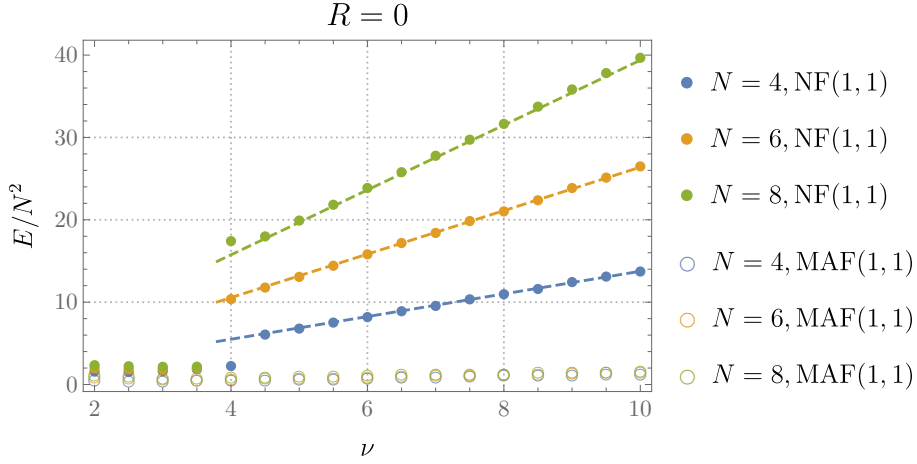 R = 0
E/N²
40
30
20
10
0
2
4
6
8
10
ν
N = 4, NF(1, 1)
N = 6, NF(1, 1)
N = 8, NF(1, 1)
N = 4, MAF(1, 1)
N = 6, MAF(1, 1)
N = 8, MAF(1, 1)